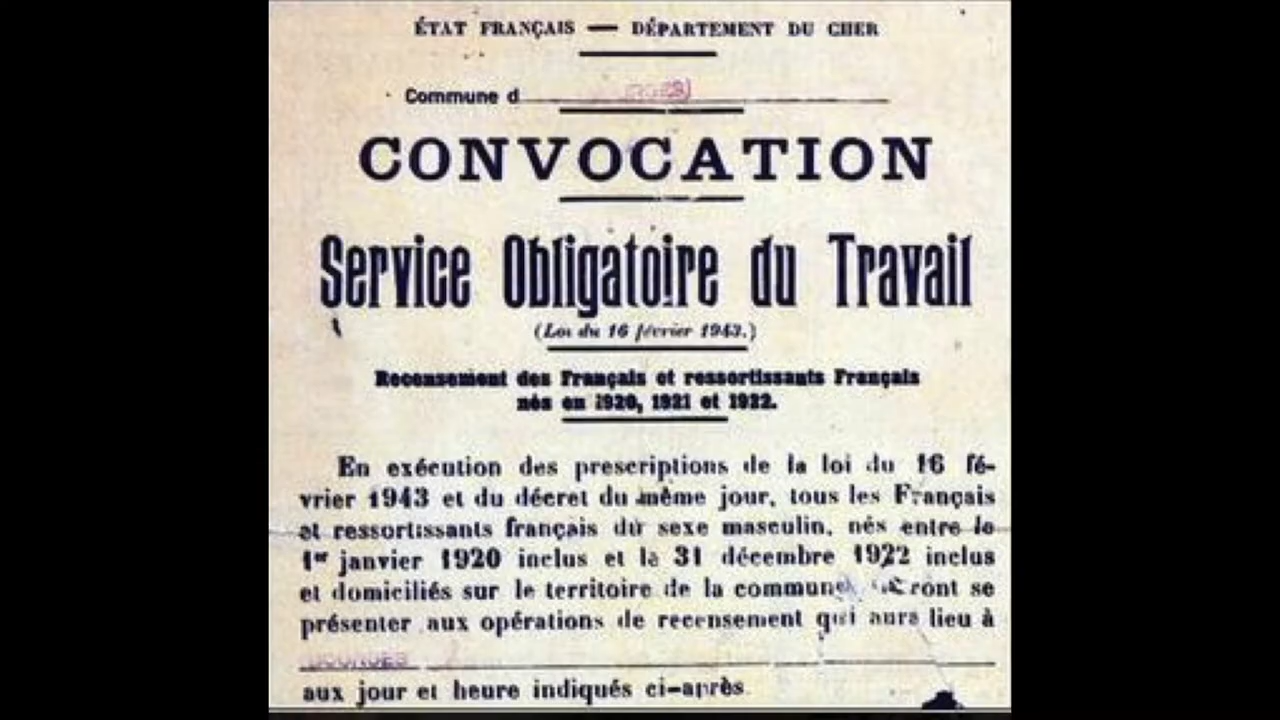 ÉTAT FRANÇAIS — DÉPARTEMENT DU CHER
Commune d
CONVOCATION
Service Obligatoire du Travail
(Loi du 16 février 1943.)
Recensement des Français et ressortissants Français
nés en 1920, 1921 et 1922.
En exécution des prescriptions de la loi du 16 fé-
vrier 1943 et du décret du même jour, tous les Français
et ressortissants français du sexe masculin, nés entre le
1er janvier 1920 inclus et le 31 décembre 1922 inclus
et domiciliés sur le territoire de la commune devront se
présenter aux opérations de recensement qui aura lieu à
BOURGES
aux jour et heure indiqués ci-après